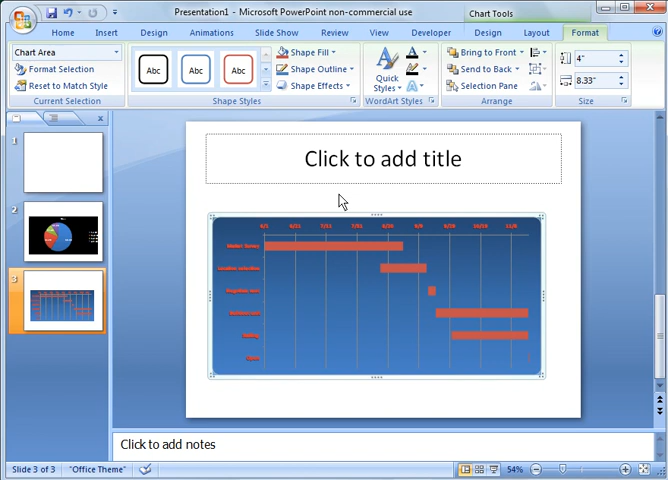 Presentation1 - Microsoft PowerPoint non-commercial use
Chart Tools
Home Insert Design Animations Slide Show Review View Developer Design Layout Format
Chart Area
Format Selection
Reset to Match Style
Current Selection
Abc Abc Abc
Shape Fill
Shape Outline
Shape Effects
Shape Styles
Quick
Styles
WordArt Styles
Bring to Front
Send to Back
Selection Pane
Arrange
4"
8.33"
Size
1
2
3
Click to add title
Market Survey
Click to add notes
Slide 3 of 3 "Office Theme" 54%